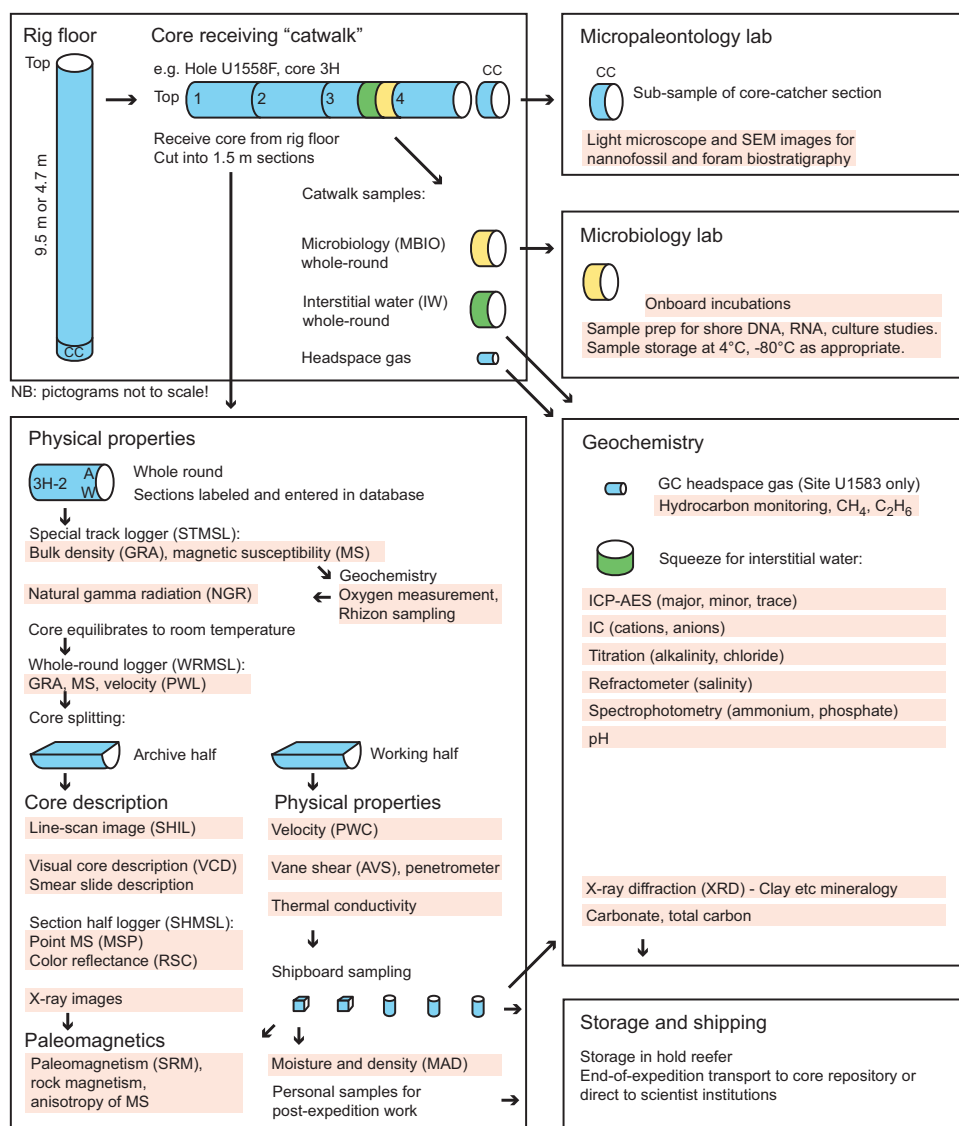 Rig floor
Top
9.5 m or 4.7 m
CC
Core receiving “catwalk”
e.g. Hole U1558F, core 3H
CC
Top 1 2 3 4
Receive core from rig floor
Cut into 1.5 m sections
Catwalk samples:
Microbiology (MBIO)
whole-round
Interstitial water (IW)
whole-round
Headspace gas
NB: pictograms not to scale!
Micropaleontology lab
CC
Sub-sample of core-catcher section
Light microscope and SEM images for
nannofossil and foram biostratigraphy
Microbiology lab
Onboard incubations
Sample prep for shore DNA, RNA, culture studies.
Sample storage at 4°C, -80°C as appropriate.
Physical properties
3H-2 A
W
Whole round
Sections labeled and entered in database
Special track logger (STMSL):
Bulk density (GRA), magnetic susceptibility (MS)
Geochemistry
Oxygen measurement,
Rhizon sampling
Natural gamma radiation (NGR)
Core equilibrates to room temperature
Whole-round logger (WRMSL):
GRA, MS, velocity (PWL)
Core splitting:
Archive half
Working half
Core description
Line-scan image (SHIL)
Visual core description (VCD)
Smear slide description
Section half logger (SHMSL):
Point MS (MSP)
Color reflectance (RSC)
X-ray images
Paleomagnetics
Paleomagnetism (SRM),
rock magnetism,
anisotropy of MS
Physical properties
Velocity (PWC)
Vane shear (AVS), penetrometer
Thermal conductivity
Shipboard sampling
Moisture and density (MAD)
Personal samples for
post-expedition work
Geochemistry
GC headspace gas (Site U1583 only)
Hydrocarbon monitoring, CH4, C2H6
Squeeze for interstitial water:
ICP-AES (major, minor, trace)
IC (cations, anions)
Titration (alkalinity, chloride)
Refractometer (salinity)
Spectrophotometry (ammonium, phosphate)
pH
X-ray diffraction (XRD) - Clay etc mineralogy
Carbonate, total carbon
Storage and shipping
Storage in hold reefer
End-of-expedition transport to core repository or
direct to scientist institutions